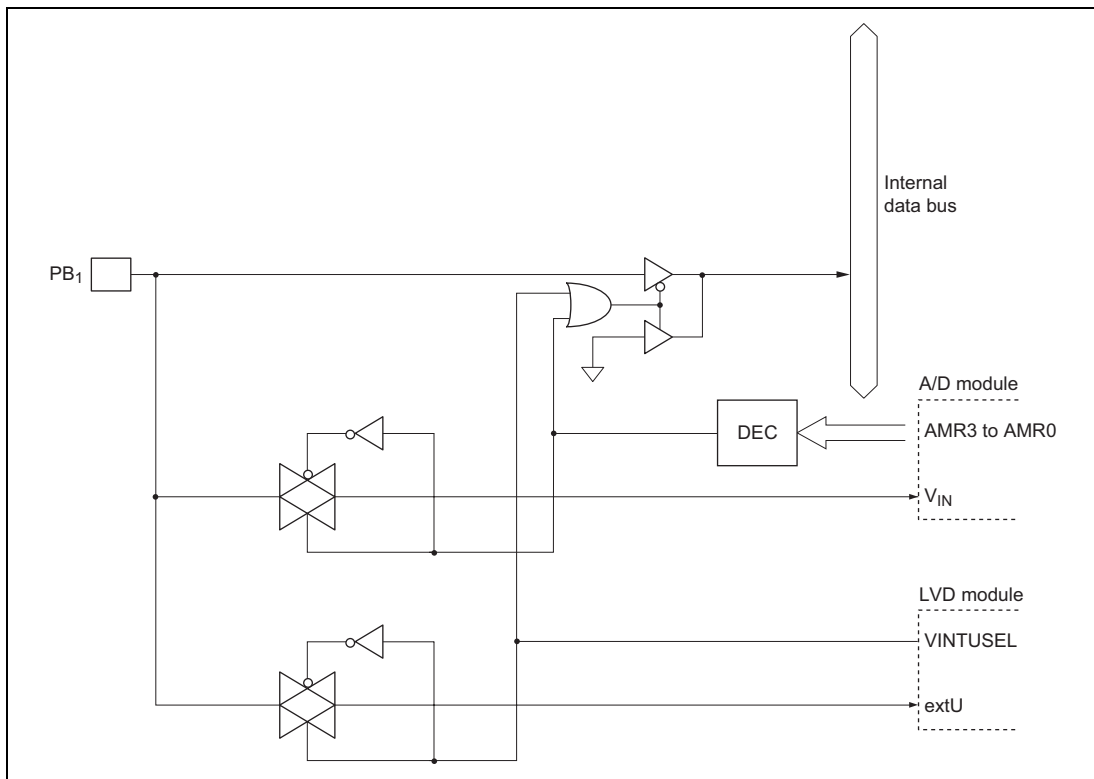 Internal
data bus
PB1
A/D module
DEC
AMR3 to AMR0
VIN
LVD module
VINTUSEL
extU